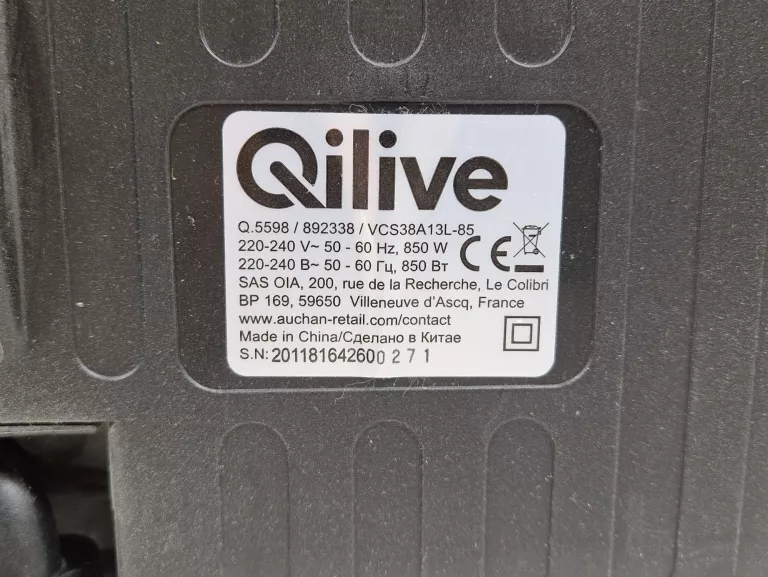 Qilive
Q.5598 / 892338 / VCS38A13L-85
220-240 V~ 50 - 60 Hz, 850 W
220-240 В~ 50 - 60 Гц, 850 Вт
CE
SAS OIA, 200, rue de la Recherche, Le Colibri
BP 169, 59650 Villeneuve d'Ascq, France
www.auchan-retail.com/contact
Made in China/Сделано в Китае
S.N: 201181642600271